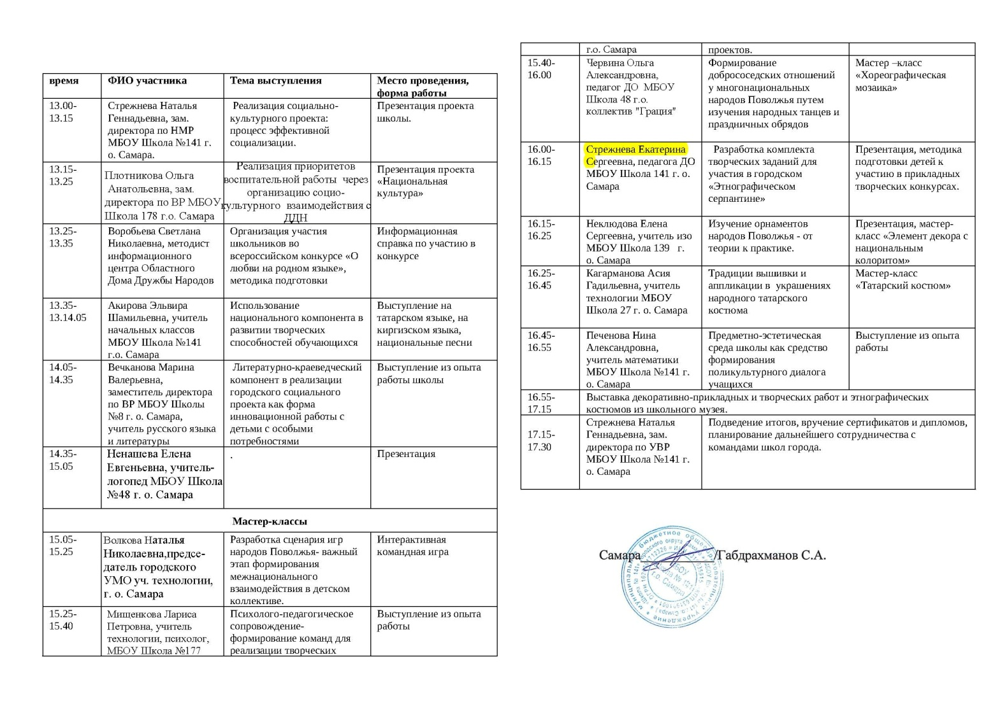 время ФИО участника Тема выступления Место проведения,
форма работы
13.00-
13.15
Стрежнева Наталья
Геннадьевна, зам.
директора по НМР
МБОУ Школа №141 г.
о. Самара.
Реализация социально-
культурного проекта:
процесс эффективной
социализации.
Презентация проекта
школы.
13.15-
13.25
Плотникова Ольга
Анатольевна, зам.
директора по ВР МБОУ
Школа 178 г.о. Самара
Реализация приоритетов
воспитательной работы через
организацию социо-
культурного взаимодействия с
ДДН
Презентация проекта
«Национальная
культура»
13.25-
13.35
Воробьева Светлана
Николаевна, методист
информационного
центра Областного
Дома Дружбы Народов
Организация участия
школьников во
всероссийском конкурсе «О
любви на родном языке»,
методика подготовки
Информационная
справка по участию в
конкурсе
13.35-
13.14.05
Акирова Эльвира
Шамильевна, учитель
начальных классов
МБОУ Школа №141
г.о. Самара
Использование
национального компонента в
развитии творческих
способностей обучающихся
Выступление на
татарском языке, на
киргизском языка,
национальные песни
14.05-
14.35
Вечканова Марина
Валерьевна,
заместитель директора
по ВР МБОУ Школы
№8 г. о. Самара,
учитель русского языка
и литературы
Литературно-краеведческий
компонент в реализации
городского социального
проекта как форма
инновационной работы с
детьми с особыми
потребностями
Выступление из опыта
работы школы
14.35-
15.05
Ненашева Елена
Евгеньевна, учитель-
логопед МБОУ Школа
№48 г. о. Самара
.
Презентация
Мастер-классы
15.05-
15.25
Волкова Наталья
Николаевна,предсе-
датель городского
УМО уч. технологии,
г. о. Самара
Разработка сценария игр
народов Поволжья- важный
этап формирования
межнационального
взаимодействия в детском
коллективе.
Интерактивная
командная игра
15.25-
15.40
Мищенкова Лариса
Петровна, учитель
технологии, психолог,
МБОУ Школа №177
Психолого-педагогическое
сопровождение-
формирование команд для
реализации творческих
Выступление из опыта
работы
г.о. Самара
проектов.
15.40-
16.00
Червина Ольга
Александровна,
педагог ДО МБОУ
Школа 48 г.о.
коллектив "Грация"
Формирование
добрососедских отношений
у многонациональных
народов Поволжья путем
изучения народных танцев и
праздничных обрядов
Мастер –класс
«Хореографическая
мозаика»
16.00-
16.15
Стрежнева Екатерина
Сергеевна, педагога ДО
МБОУ Школа 141 г. о.
Самара
Разработка комплекта
творческих заданий для
участия в городском
«Этнографическом
серпантине»
Презентация, методика
подготовки детей к
участию в прикладных
творческих конкурсах.
16.15-
16.25
Неклюдова Елена
Сергеевна, учитель изо
МБОУ Школа 139 г.
о. Самара
Изучение орнаментов
народов Поволжья - от
теории к практике.
Презентация, мастер-
класс «Элемент декора с
национальным
колоритом»
16.25-
16.45
Кагарманова Асия
Гадильевна, учитель
технологии МБОУ
Школа 27 г. о. Самара
Традиции вышивки и
аппликации в украшениях
народного татарского
костюма
Мастер-класс
«Татарский костюм»
16.45-
16.55
Печенова Нина
Александровна,
учитель математики
МБОУ Школа №141 г.
о. Самара
Предметно-эстетическая
среда школы как средство
формирования
поликультурного диалога
учащихся
Выступление из опыта
работы
16.55-
17.15
Выставка декоративно-прикладных и творческих работ и этнографических
костюмов из школьного музея.
17.15-
17.30
Стрежнева Наталья
Геннадьевна, зам.
директора по УВР
МБОУ Школа №141 г.
о. Самара
Подведение итогов, вручение сертификатов и дипломов,
планирование дальнейшего сотрудничества с
командами школ города.
Самара____________/Габдрахманов С.А.
муниципальное бюджетное общеобразовательное учреждение
МБОУ
г.о. Самара